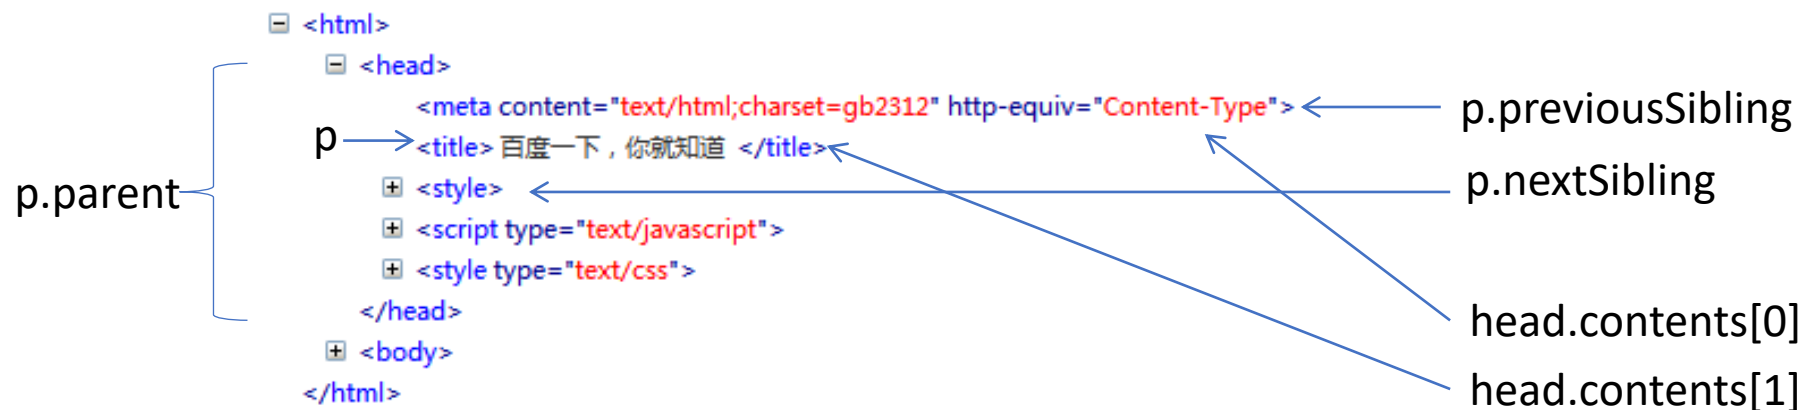 <html>
<head>
<meta content="text/html;charset=gb2312" http-equiv="Content-Type">
p.previousSibling
p
<title> 百度一下，你就知道 </title>
p.parent
<style>
p.nextSibling
<script type="text/javascript">
<style type="text/css">
</head>
head.contents[0]
<body>
</html>
head.contents[1]